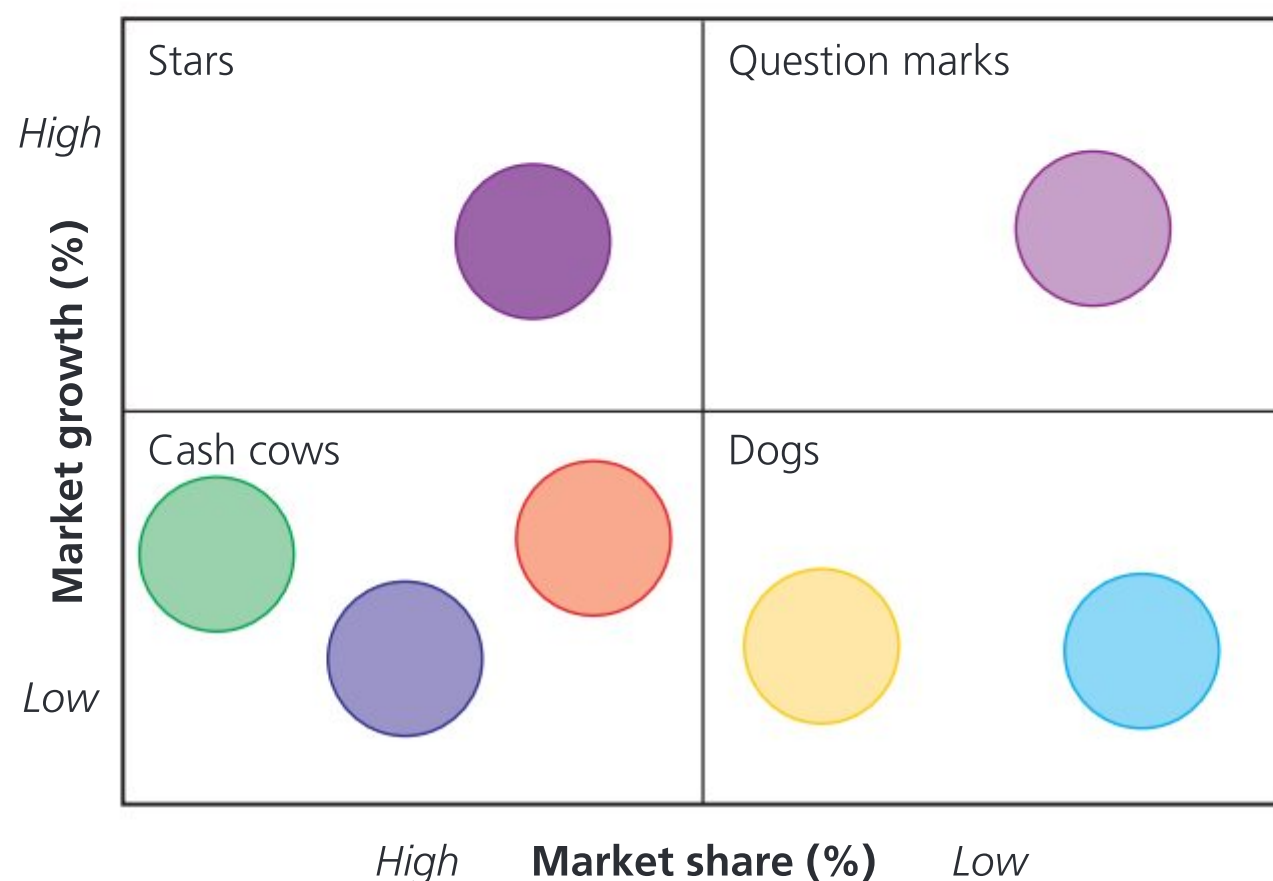 Stars
Question marks
High
Market growth (%)
Cash cows
Dogs
Low
High Market share (%) Low